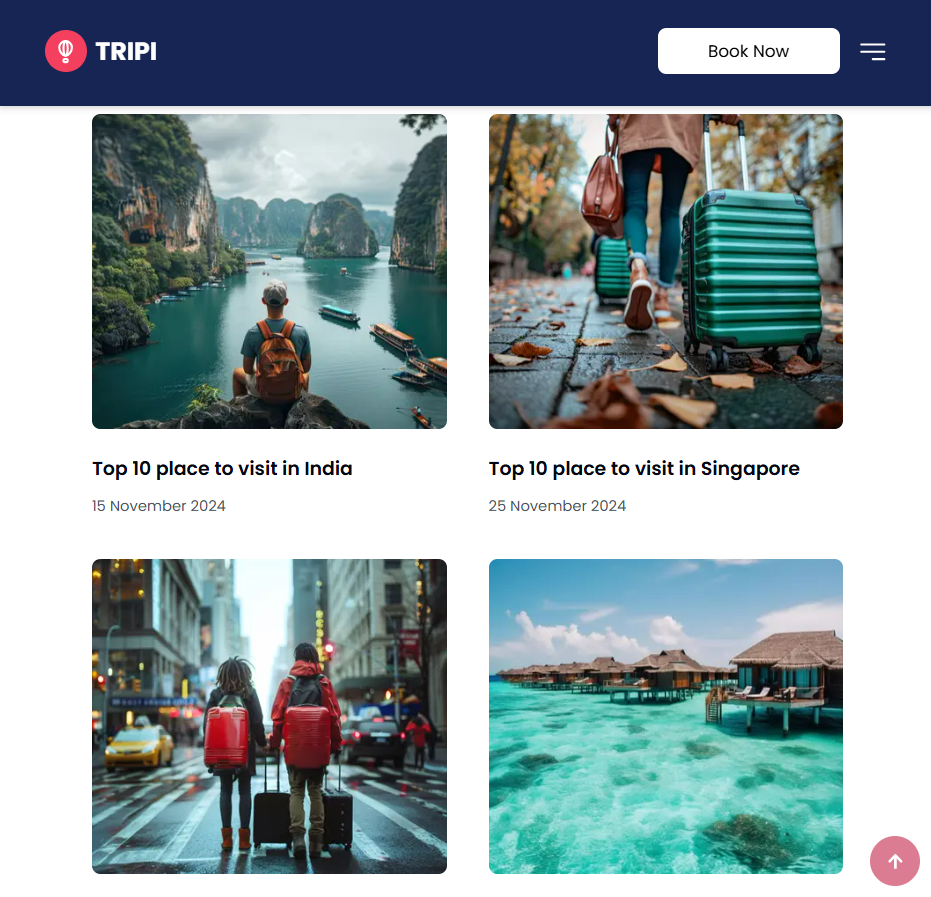 TRIPI
Book Now
Top 10 place to visit in India
Top 10 place to visit in Singapore
15 November 2024
25 November 2024